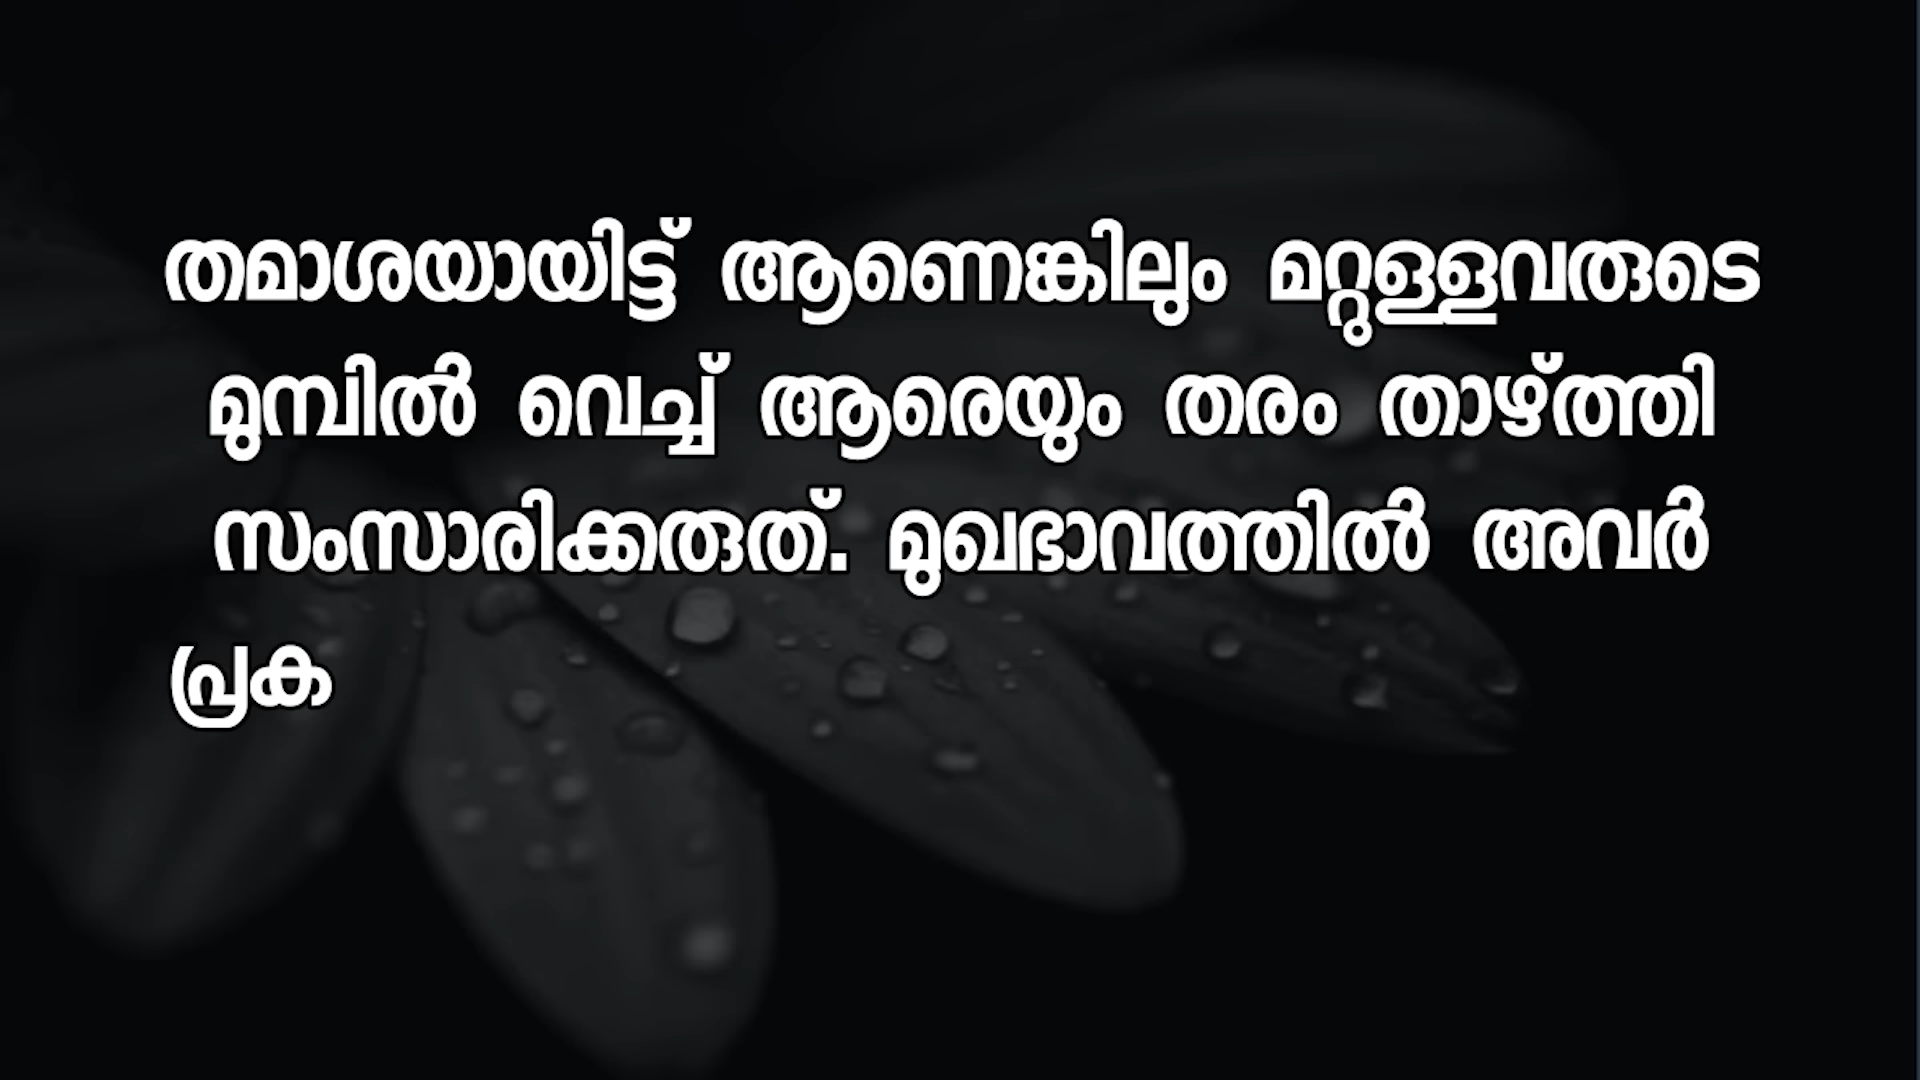 തമാശയായിട്ട് ആണെങ്കിലും മറ്റുള്ളവരുടെ
മുമ്പിൽ വെച്ച് ആരെയും തരം താഴ്ത്തി
സംസാരിക്കരുത്. മുഖഭാവത്തിൽ അവർ
പ്രക